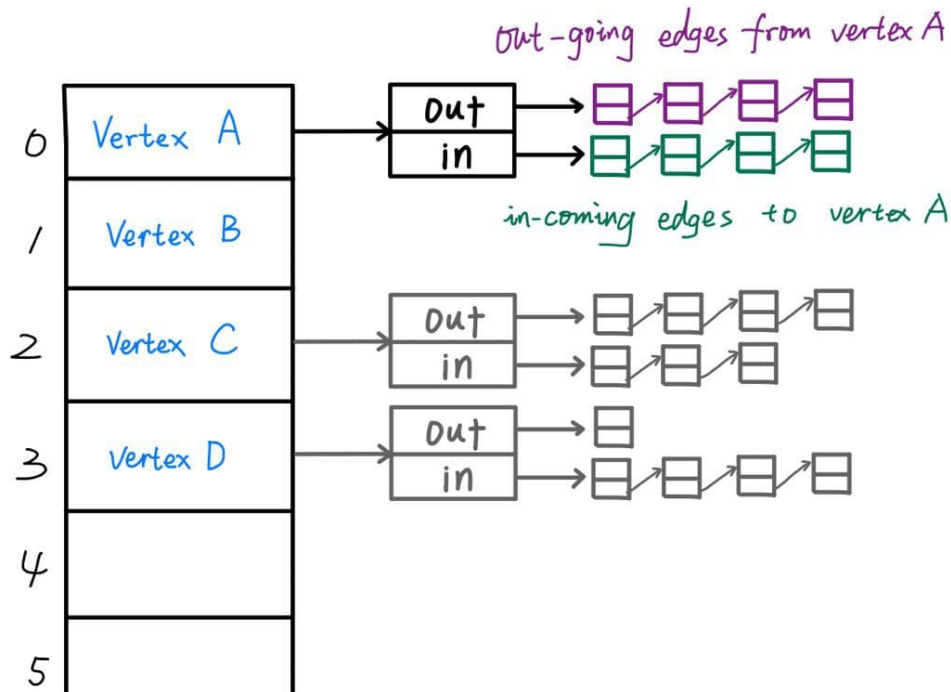 out-going edges from vertex A
0 Vertex A out
in
in-coming edges to vertex A
1 Vertex B
2 Vertex C out
in
3 Vertex D out
in
4
5